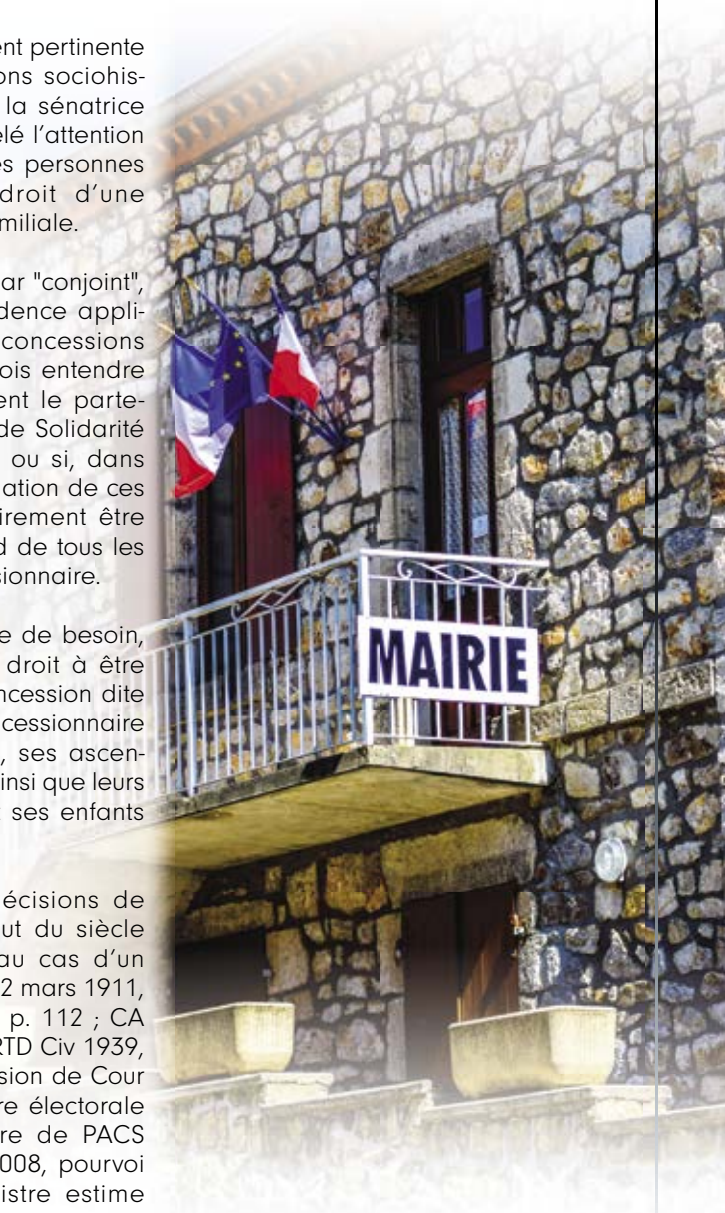 ent pertinente
ons sociohis-
la sénatrice
elé l'attention
es personnes
droit d'une
miliale.
ar "conjoint",
dence appli-
concessions
ois entendre
ent le parte-
de Solidarité
ou si, dans
ation de ces
irement être
d de tous les
sionnaire.
e de besoin,
droit à être
ncession dite
cessionnaire
, ses ascen-
insi que leurs
ses enfants
écisions de
ut du siècle
au cas d'un
2 mars 1911,
p. 112 ; CA
RTD Civ 1939,
sion de Cour
re électorale
re de PACS
008, pourvoi
istre estime
MAIRIE